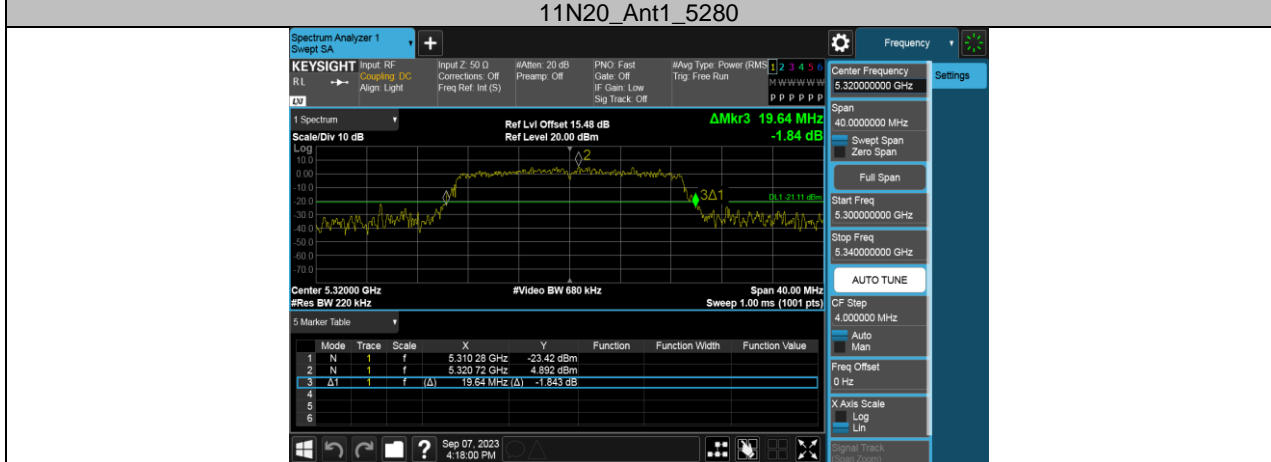 11N20_Ant1_5280
Spectrum Analyzer 1
Swept SA
+
Frequency
KEYSIGHT
RL
LXI
Input: RF
Coupling: DC
Align: Light
Input Z: 50 Ω
Corrections: Off
Freq Ref: Int (S)
#Atten: 20 dB
Preamp: Off
PNO: Fast
Gate: Off
IF Gain: Low
Sig Track: Off
#Avg Type: Power (RMS
Trig: Free Run
1 2 3 4 5 6
M W W W W W
P P P P P P
1 Spectrum
Scale/Div 10 dB
Ref Lvl Offset 15.48 dB
Ref Level 20.00 dBm
ΔMkr3 19.64 MHz
-1.84 dB
Log
10.0
0.00
-10.0
-20.0
-30.0
-40.0
-50.0
-60.0
-70.0
2
3Δ1
DL1 -21.11 dBm
Center 5.32000 GHz
#Res BW 220 kHz
#Video BW 680 kHz
Span 40.00 MHz
Sweep 1.00 ms (1001 pts)
5 Marker Table
Mode Trace Scale X Y Function Function Width Function Value
1 N 1 f 5.310 28 GHz -23.42 dBm
2 N 1 f 5.320 72 GHz 4.892 dBm
3 Δ1 1 f (Δ) 19.64 MHz (Δ) -1.843 dB
4
5
6
?
Sep 07, 2023
4:18:00 PM
Center Frequency
5.320000000 GHz
Settings
Span
40.0000000 MHz
Swept Span
Zero Span
Full Span
Start Freq
5.300000000 GHz
Stop Freq
5.340000000 GHz
AUTO TUNE
CF Step
4.000000 MHz
Auto
Man
Freq Offset
0 Hz
X Axis Scale
Log
Lin
Signal Track
(Span Zoom)